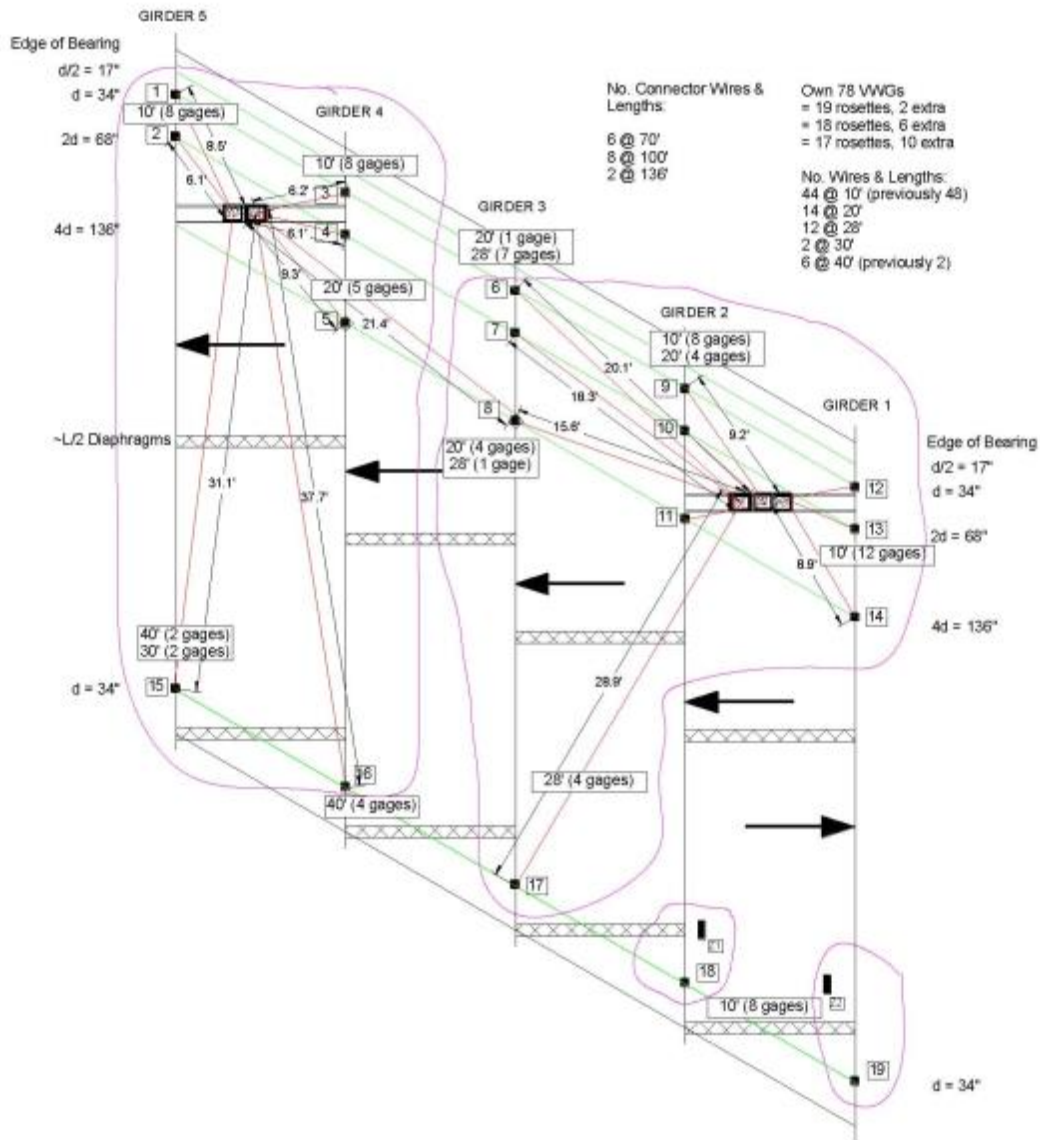 GIRDER 5
Edge of Bearing
d/2 = 17"
d = 34"
2d = 68"
4d = 136"
1
10' (8 gages)
2
8.5'
6.1'
GIRDER 4
10' (8 gages)
6.2'
3
4
6.1'
9.3'
20' (5 gages)
5
21.4'
No. Connector Wires &
Lengths:
6 @ 70'
8 @ 100'
2 @ 136'
Own 78 VWGs
= 19 rosettes, 2 extra
= 18 rosettes, 6 extra
= 17 rosettes, 10 extra
No. Wires & Lengths:
44 @ 10' (previously 48)
14 @ 20'
12 @ 28'
2 @ 30'
6 @ 40' (previously 2)
GIRDER 3
20' (1 gage)
28' (7 gages)
6
7
8
20.1'
18.3'
15.6'
20' (4 gages)
28' (1 gage)
GIRDER 2
10' (8 gages)
20' (4 gages)
9
10
11
9.2'
GIRDER 1
Edge of Bearing
d/2 = 17"
d = 34"
2d = 68"
4d = 136"
12
13
10' (12 gages)
8.9'
14
~L/2 Diaphragms
31.1'
37.7'
28.9'
40' (2 gages)
30' (2 gages)
d = 34"
15
16
40' (4 gages)
28' (4 gages)
17
21
18
10' (8 gages)
22
19
d = 34"